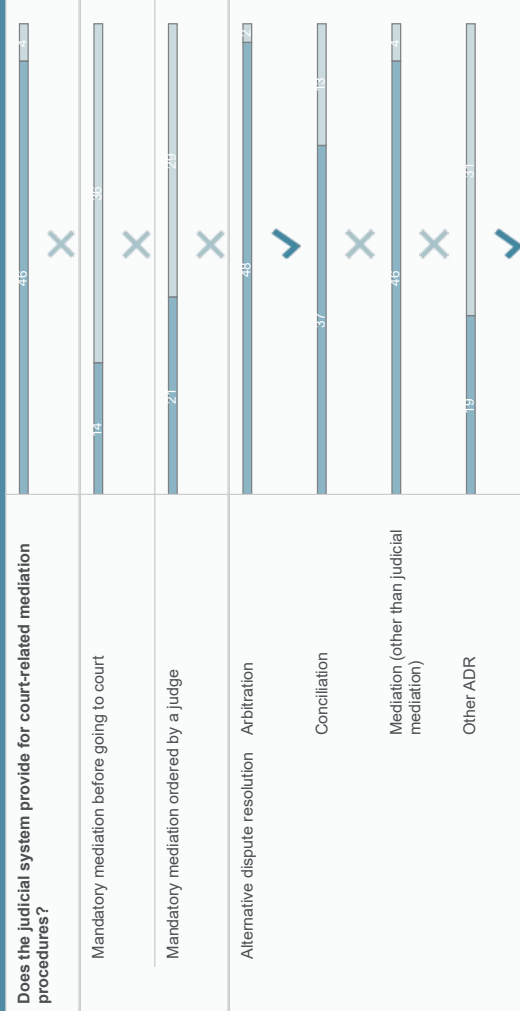 Does the judicial system provide for court-related mediation
procedures?
46
4
Mandatory mediation before going to court
14
36
Mandatory mediation ordered by a judge
21
29
Alternative dispute resolution
Arbitration
48
2
Conciliation
37
13
Mediation (other than judicial
mediation)
46
4
Other ADR
19
31